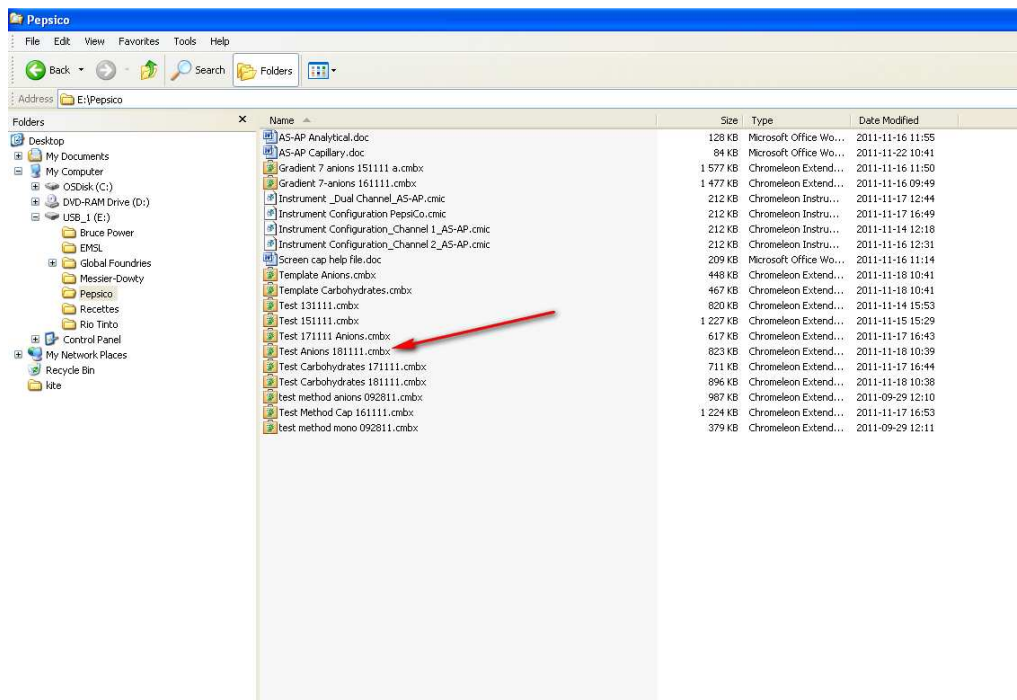 Pepsico
File Edit View Favorites Tools Help
Back Search Folders
Address E:\Pepsico
Folders x
Desktop
My Documents
My Computer
OSDisk (C:)
DVD-RAM Drive (D:)
USB_1 (E:)
Bruce Power
EMSL
Global Foundries
Messier-Dowty
Pepsico
Recettes
Rio Tinto
Control Panel
My Network Places
Recycle Bin
kite
Name Size Type Date Modified
AS-AP Analytical.doc 128 KB Microsoft Office Wo... 2011-11-16 11:55
AS-AP Capillary.doc 84 KB Microsoft Office Wo... 2011-11-22 10:41
Gradient 7 anions 151111 a.cmbx 1 577 KB Chromeleon Extend... 2011-11-16 11:50
Gradient 7-anions 161111.cmbx 1 477 KB Chromeleon Extend... 2011-11-16 09:49
Instrument _Dual Channel_AS-AP.cmic 212 KB Chromeleon Instru... 2011-11-17 12:44
Instrument Configuration PepsiCo.cmic 212 KB Chromeleon Instru... 2011-11-17 16:49
Instrument Configuration_Channel 1_AS-AP.cmic 212 KB Chromeleon Instru... 2011-11-14 12:18
Instrument Configuration_Channel 2_AS-AP.cmic 212 KB Chromeleon Instru... 2011-11-16 12:31
Screen cap help file.doc 209 KB Microsoft Office Wo... 2011-11-16 11:14
Template Anions.cmbx 448 KB Chromeleon Extend... 2011-11-18 10:41
Template Carbohydrates.cmbx 467 KB Chromeleon Extend... 2011-11-18 10:41
Test 131111.cmbx 820 KB Chromeleon Extend... 2011-11-14 15:53
Test 151111.cmbx 1 227 KB Chromeleon Extend... 2011-11-15 15:29
Test 171111 Anions.cmbx 617 KB Chromeleon Extend... 2011-11-17 16:43
Test Anions 181111.cmbx 823 KB Chromeleon Extend... 2011-11-18 10:39
Test Carbohydrates 171111.cmbx 711 KB Chromeleon Extend... 2011-11-17 16:44
Test Carbohydrates 181111.cmbx 896 KB Chromeleon Extend... 2011-11-18 10:38
test method anions 092811.cmbx 987 KB Chromeleon Extend... 2011-09-29 12:10
Test Method Cap 161111.cmbx 1 224 KB Chromeleon Extend... 2011-11-17 16:53
test method mono 092811.cmbx 379 KB Chromeleon Extend... 2011-09-29 12:11